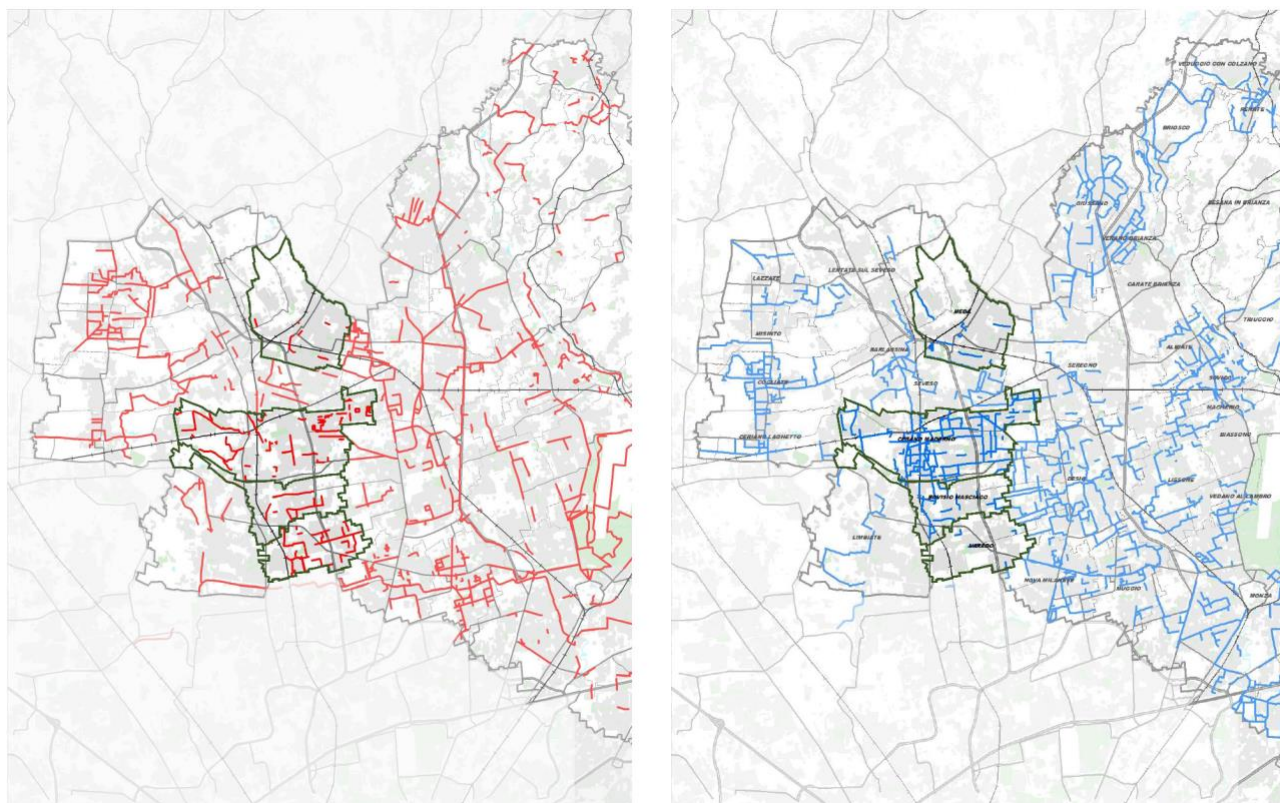 VEDUGGIO CON COLZANO
RENATE
BRIOSCO
BESANA IN BRIANZA
GIUSSANO
VERANO BRIANZA
LENTATO SUL SEVESO
LAZZATE
CARATE BRIANZA
MEDA
TRIUGGIO
MISINTO
BARLASSINA
ALBIATE
SEREGNO
COGLIATE
SEVESO
SOVICO
MACHERIO
CERIANO LAGHETTO
CESANO MADERNO
BIASSONO
DESIO
LISSONE
BOVISIO MASCIAGO
VEDANO AL LAMBRO
LIMBIATE
VAREDO
NOVA MILANESE
MUGGIO
MONZA